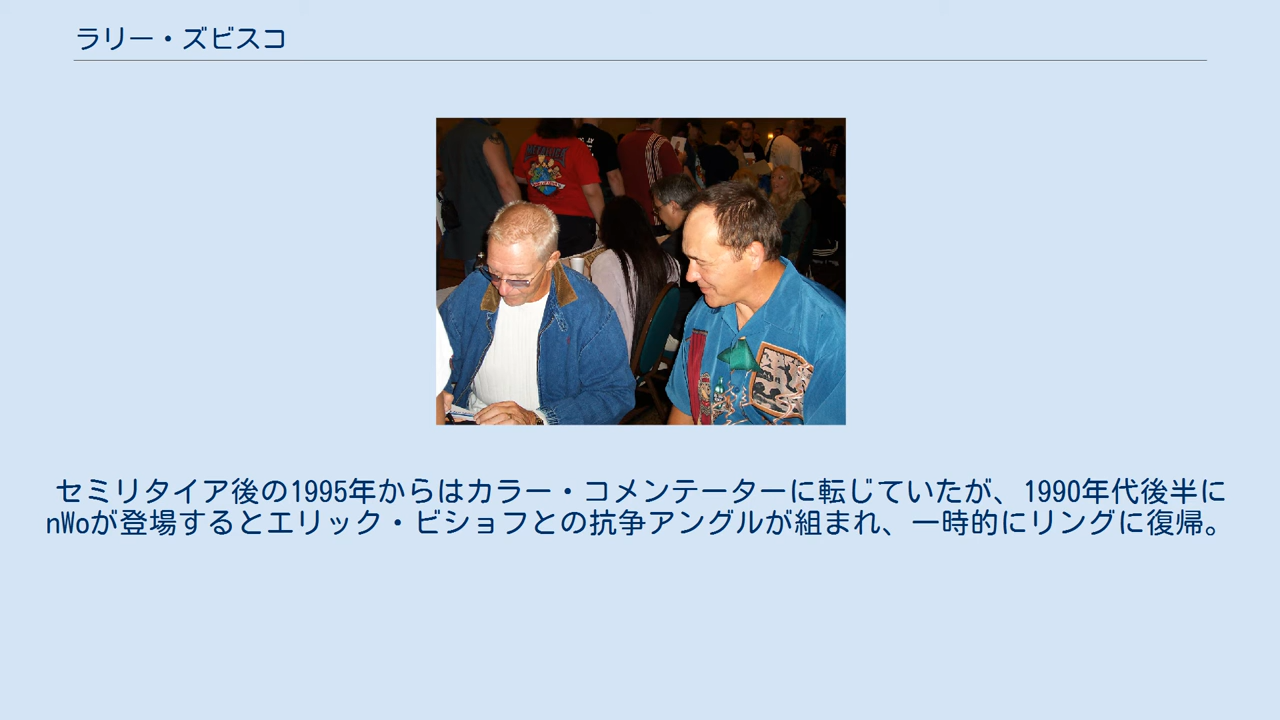 ラリー・ズビスコ
セミリタイア後の1995年からはカラー・コメンテーターに転じていたが、1990年代後半に
nWoが登場するとエリック・ビショフとの抗争アングルが組まれ、一時的にリングに復帰。